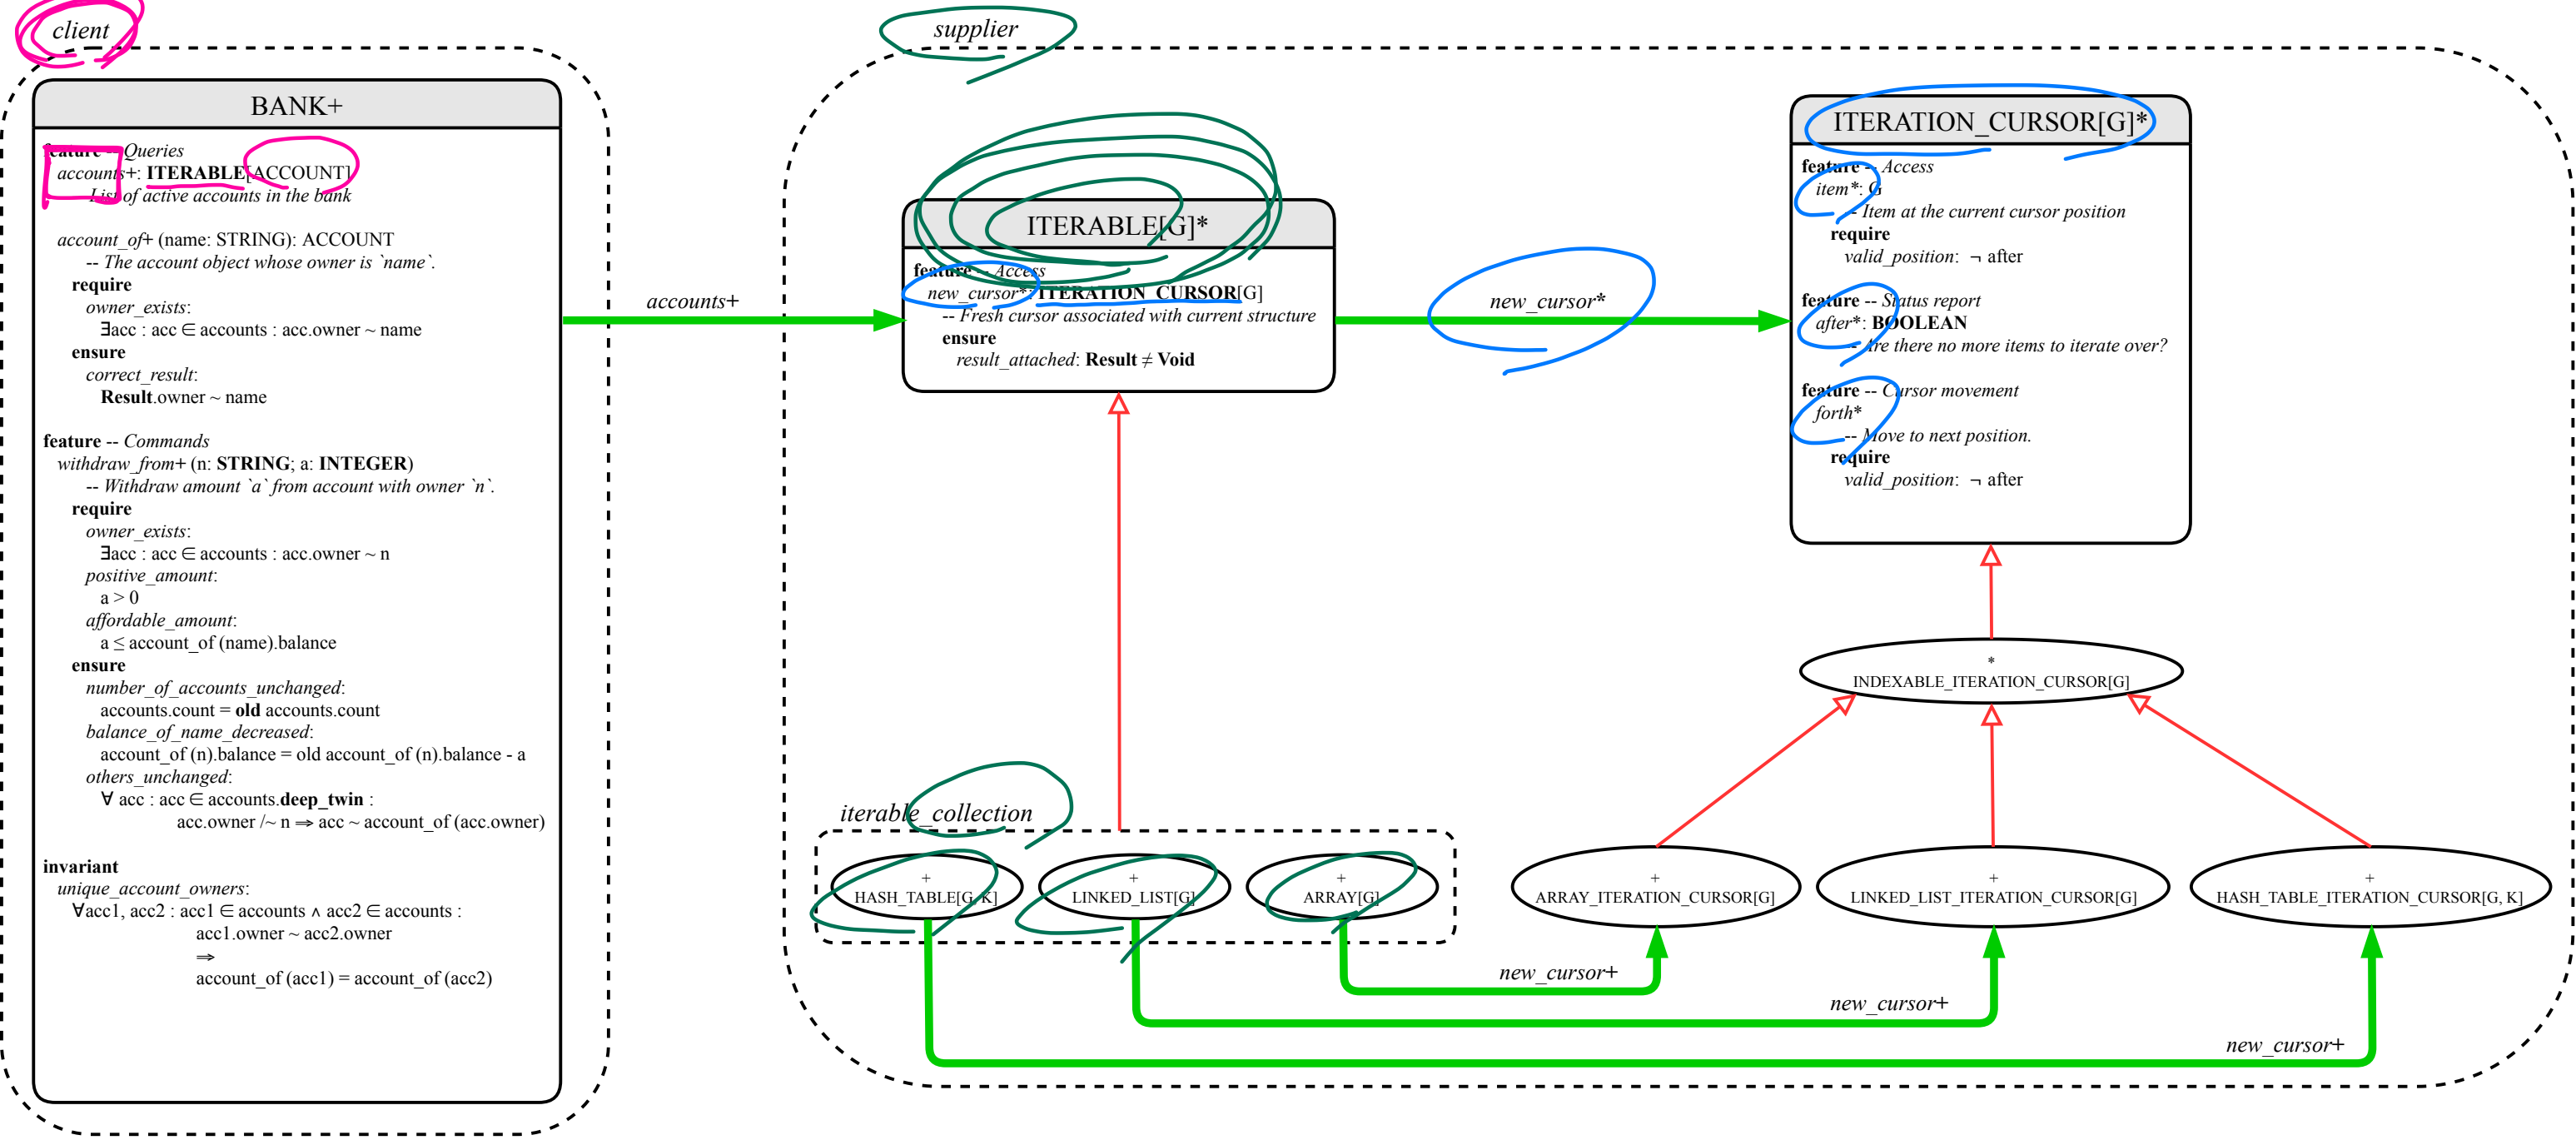 client
BANK+
feature -- Queries
accounts+: ITERABLE[ACCOUNT]
-- List of active accounts in the bank
account_of+ (name: STRING): ACCOUNT
-- The account object whose owner is `name`.
require
owner_exists:
∃acc : acc ∈ accounts : acc.owner ~ name
ensure
correct_result:
Result.owner ~ name
feature -- Commands
withdraw_from+ (n: STRING; a: INTEGER)
-- Withdraw amount `a` from account with owner `n`.
require
owner_exists:
∃acc : acc ∈ accounts : acc.owner ~ n
positive_amount:
a > 0
affordable_amount:
a ≤ account_of (name).balance
ensure
number_of_accounts_unchanged:
accounts.count = old accounts.count
balance_of_name_decreased:
account_of (n).balance = old account_of (n).balance - a
others_unchanged:
∀ acc : acc ∈ accounts.deep_twin :
acc.owner /~ n ⇒ acc ~ account_of (acc.owner)
invariant
unique_account_owners:
∀acc1, acc2 : acc1 ∈ accounts ∧ acc2 ∈ accounts :
acc1.owner ~ acc2.owner
⇒
account_of (acc1) = account_of (acc2)
accounts+
supplier
ITERABLE[G]*
feature -- Access
new_cursor*: ITERATION_CURSOR[G]
-- Fresh cursor associated with current structure
ensure
result_attached: Result ≠ Void
new_cursor*
ITERATION_CURSOR[G]*
feature -- Access
item*: G
-- Item at the current cursor position
require
valid_position: ¬ after
feature -- Status report
after*: BOOLEAN
-- Are there no more items to iterate over?
feature -- Cursor movement
forth*
-- Move to next position.
require
valid_position: ¬ after
*
INDEXABLE_ITERATION_CURSOR[G]
iterable_collection
+
HASH_TABLE[G, K]
+
LINKED_LIST[G]
+
ARRAY[G]
+
ARRAY_ITERATION_CURSOR[G]
+
LINKED_LIST_ITERATION_CURSOR[G]
+
HASH_TABLE_ITERATION_CURSOR[G, K]
new_cursor+
new_cursor+
new_cursor+